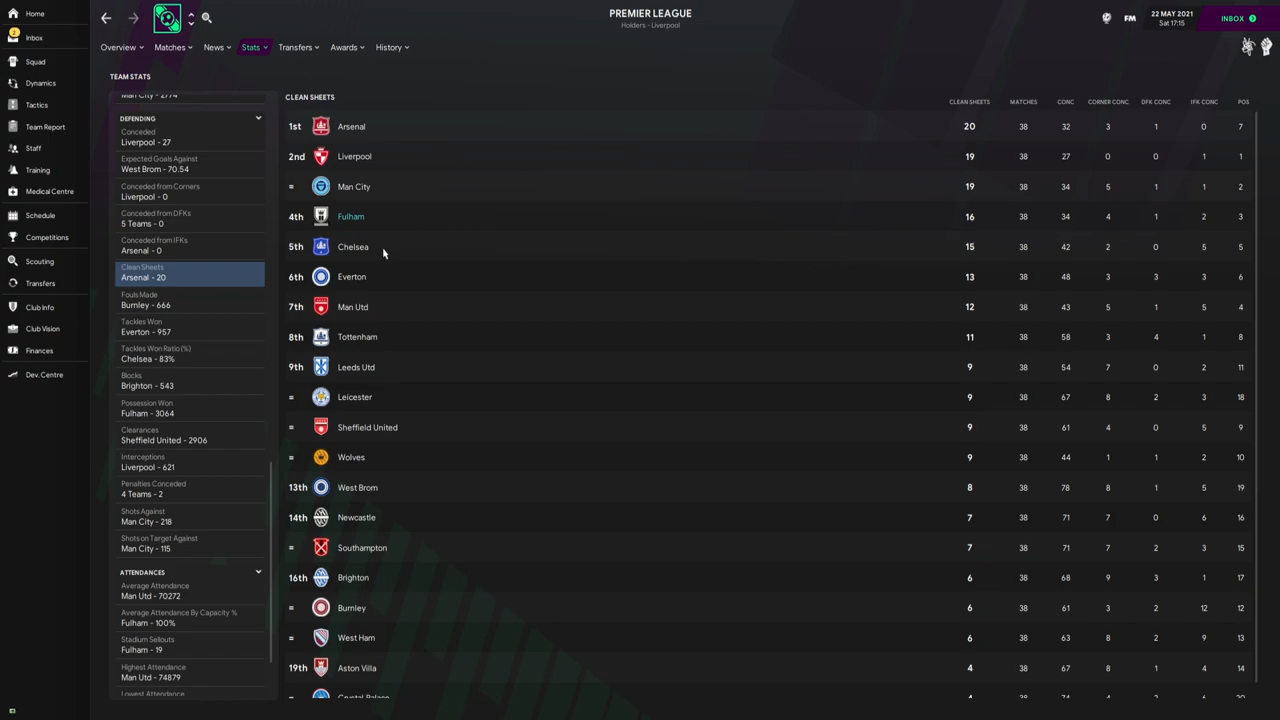 Home
Inbox
2
Squad
Dynamics
Tactics
Team Report
Staff
Training
Medical Centre
Schedule
Competitions
Scouting
Transfers
Club Info
Club Vision
Finances
Dev. Centre
PREMIER LEAGUE
Holders - Liverpool
FM
22 MAY 2021
Sat 17:15
INBOX
Overview Matches News Stats Transfers Awards History
TEAM STATS
Man City - 2774
DEFENDING
Conceded
Liverpool - 27
Expected Goals Against
West Brom - 70.54
Conceded from Corners
Liverpool - 0
Conceded from DFKs
5 Teams - 0
Conceded from IFKs
Arsenal - 0
Clean Sheets
Arsenal - 20
Fouls Made
Burnley - 666
Tackles Won
Everton - 957
Tackles Won Ratio (%)
Chelsea - 83%
Blocks
Brighton - 543
Possession Won
Fulham - 3064
Clearances
Sheffield United - 2906
Interceptions
Liverpool - 621
Penalties Conceded
4 Teams - 2
Shots Against
Man City - 218
Shots on Target Against
Man City - 115
ATTENDANCES
Average Attendance
Man Utd - 70272
Average Attendance By Capacity %
Fulham - 100%
Stadium Sellouts
Fulham - 19
Highest Attendance
Man Utd - 74879
Lowest Attendance
CLEAN SHEETS CLEAN SHEETS MATCHES CONC CORNER CONC DFK CONC IFK CONC POS
1st Arsenal 20 38 32 3 1 0 7
2nd Liverpool 19 38 27 0 0 1 1
= Man City 19 38 34 5 1 1 2
4th Fulham 16 38 34 4 1 2 3
5th Chelsea 15 38 42 2 0 5 5
6th Everton 13 38 48 3 3 3 6
7th Man Utd 12 38 43 5 1 5 4
8th Tottenham 11 38 58 3 4 1 8
9th Leeds Utd 9 38 54 7 0 2 11
= Leicester 9 38 67 8 2 3 18
= Sheffield United 9 38 61 4 0 5 9
= Wolves 9 38 44 1 1 2 10
13th West Brom 8 38 78 8 1 5 19
14th Newcastle 7 38 71 7 0 6 16
= Southampton 7 38 71 7 2 3 15
16th Brighton 6 38 68 9 3 1 17
= Burnley 6 38 61 3 2 12 12
= West Ham 6 38 63 8 2 9 13
19th Aston Villa 4 38 67 8 1 4 14
= Crystal Palace 4 38 74 4 2 6 20